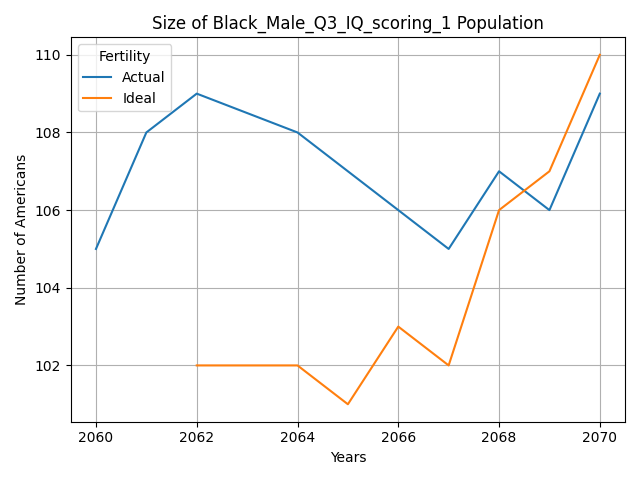 Size of Black_Male_Q3_IQ_scoring_1 Population
Fertility
Actual
Ideal
110
108
106
104
102
Number of Americans
2060
2062
2064
2066
2068
2070
Years